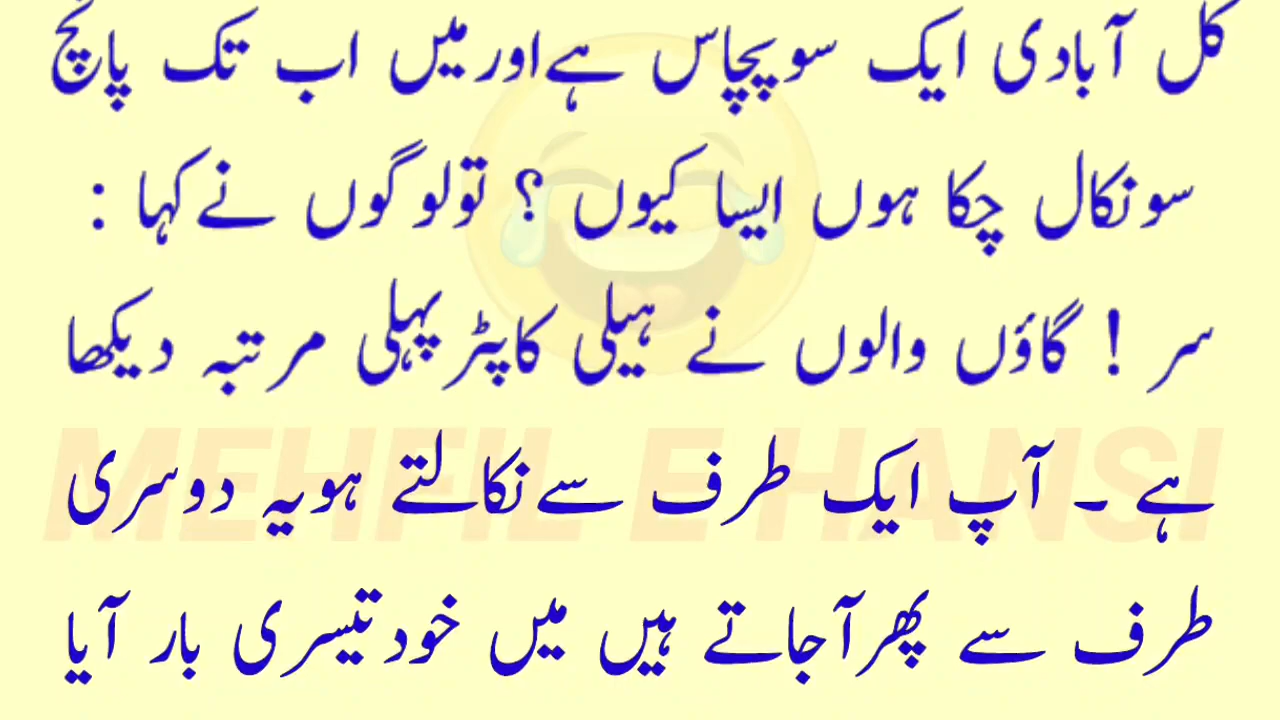 کل آبادی ایک سو پچاس ہے اور میں اب تک پانچ
سو نکال چکا ہوں ایسا کیوں ؟ تو لوگوں نے کہا :
سر ! گاؤں والوں نے ہیلی کاپٹر پہلی مرتبہ دیکھا
ہے ۔ آپ ایک طرف سے نکالتے ہو یہ دوسری
طرف سے پھر آجاتے ہیں میں خود تیسری بار آیا
MEHFIL E HANSI